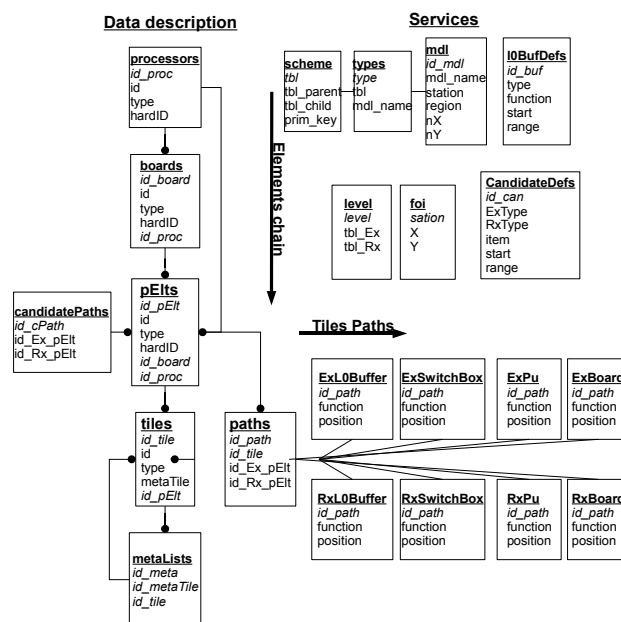 Data description
Services
processors
id_proc
id
type
hardID
boards
id_board
id
type
hardID
id_proc
pElts
id_pElt
id
type
hardID
id_board
id_proc
candidatePaths
id_cPath
id_Ex_pElt
id_Rx_pElt
tiles
id_tile
id
type
metaTile
id_pElt
metaLists
id_meta
id_metaTile
id_tile
paths
id_path
id_tile
id_Ex_pElt
id_Rx_pElt
Elements chain
scheme
tbl
tbl_parent
tbl_child
prim_key
types
type
tbl
mdl_name
mdl
id_mdl
mdl_name
station
region
nX
nY
l0BufDefs
id_buf
type
function
start
range
level
level
tbl_Ex
tbl_Rx
foi
sation
X
Y
CandidateDefs
id_can
ExType
RxType
item
start
range
Tiles Paths
ExL0Buffer
id_path
function
position
ExSwitchBox
id_path
function
position
ExPu
id_path
function
position
ExBoard
id_path
function
position
RxL0Buffer
id_path
function
position
RxSwitchBox
id_path
function
position
RxPu
id_path
function
position
RxBoard
id_path
function
position